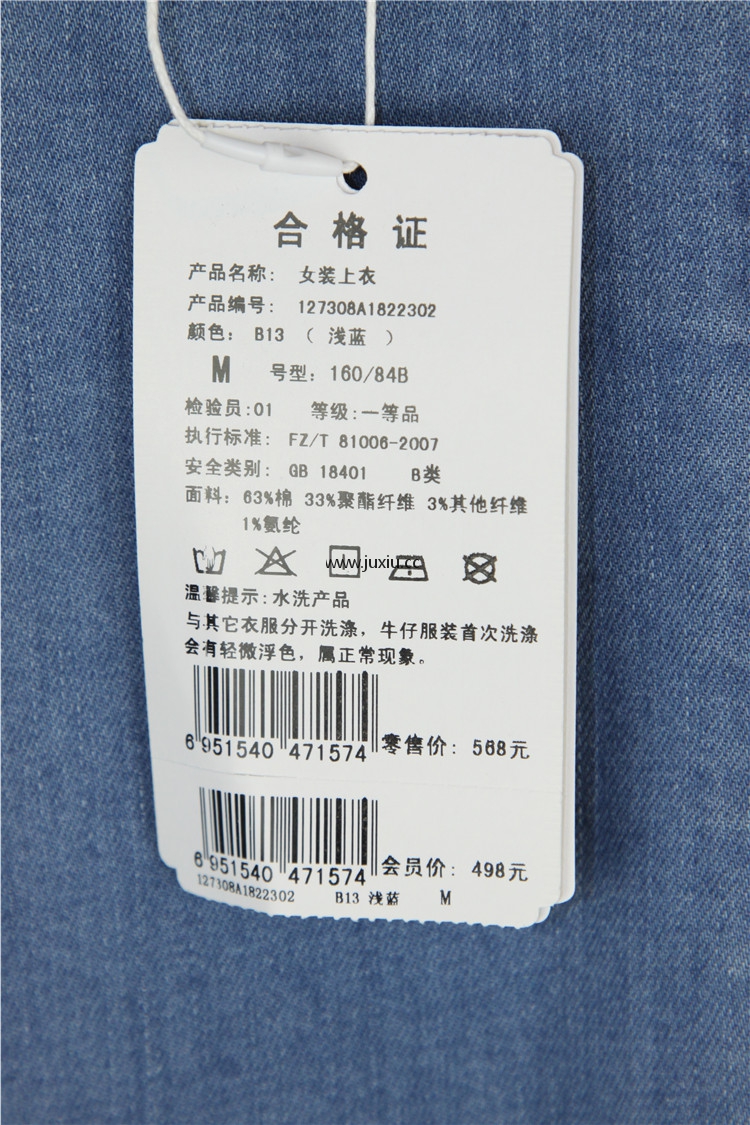 合格证
产品名称: 女装上衣
产品编号: 127308A1822302
颜色: B13 ( 浅蓝 )
M 号型: 160/84B
检验员:01 等级:一等品
执行标准: FZ/T 81006-2007
安全类别: GB 18401 B类
面料: 63%棉 33%聚酯纤维 3%其他纤维
1%氨纶
www.juxiu.cc
温馨提示:水洗产品
与其它衣服分开洗涤，牛仔服装首次洗涤
会有轻微浮色，属正常现象。
6 951540 471574 零售价: 568元
6 951540 471574 会员价: 498元
127308A1822302 B13 浅蓝 M